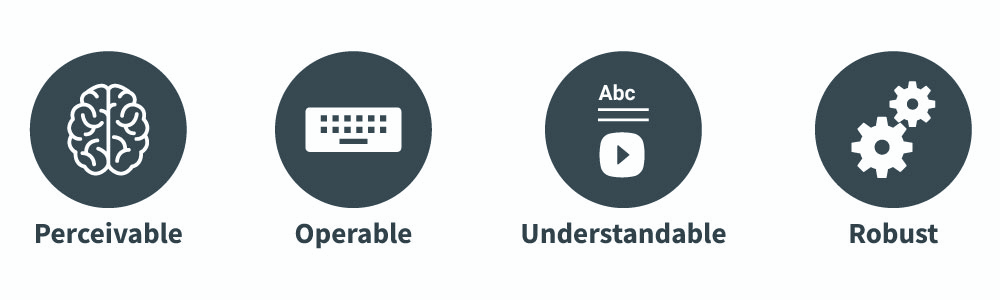 Abc
Perceivable
Operable
Understandable
Robust